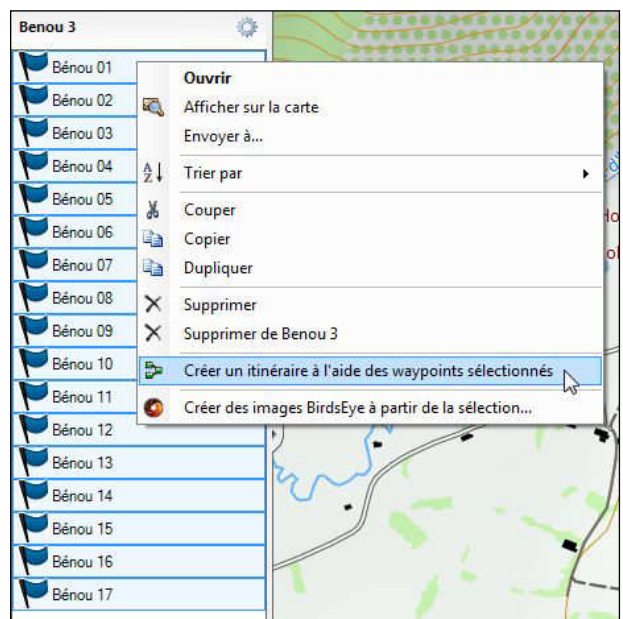 Benou 3
Bénou 01
Bénou 02
Bénou 03
Bénou 04
Bénou 05
Bénou 06
Bénou 07
Bénou 08
Bénou 09
Bénou 10
Bénou 11
Bénou 12
Bénou 13
Bénou 14
Bénou 15
Bénou 16
Bénou 17
Ouvrir
Afficher sur la carte
Envoyer à...
Trier par
Couper
Copier
Dupliquer
Supprimer
Supprimer de Benou 3
Créer un itinéraire à l'aide des waypoints sélectionnés
Créer des images BirdsEye à partir de la sélection...